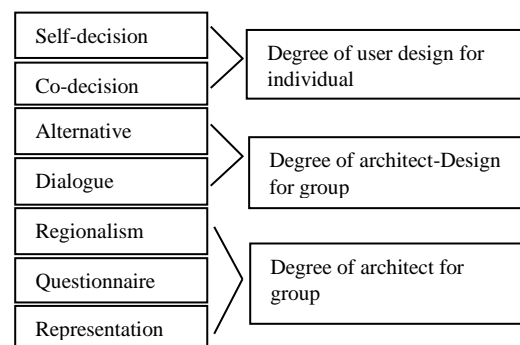 Self-decision
Co-decision
Alternative
Dialogue
Regionalism
Questionnaire
Representation
Degree of user design for
individual
Degree of architect-Design
for group
Degree of architect for
group